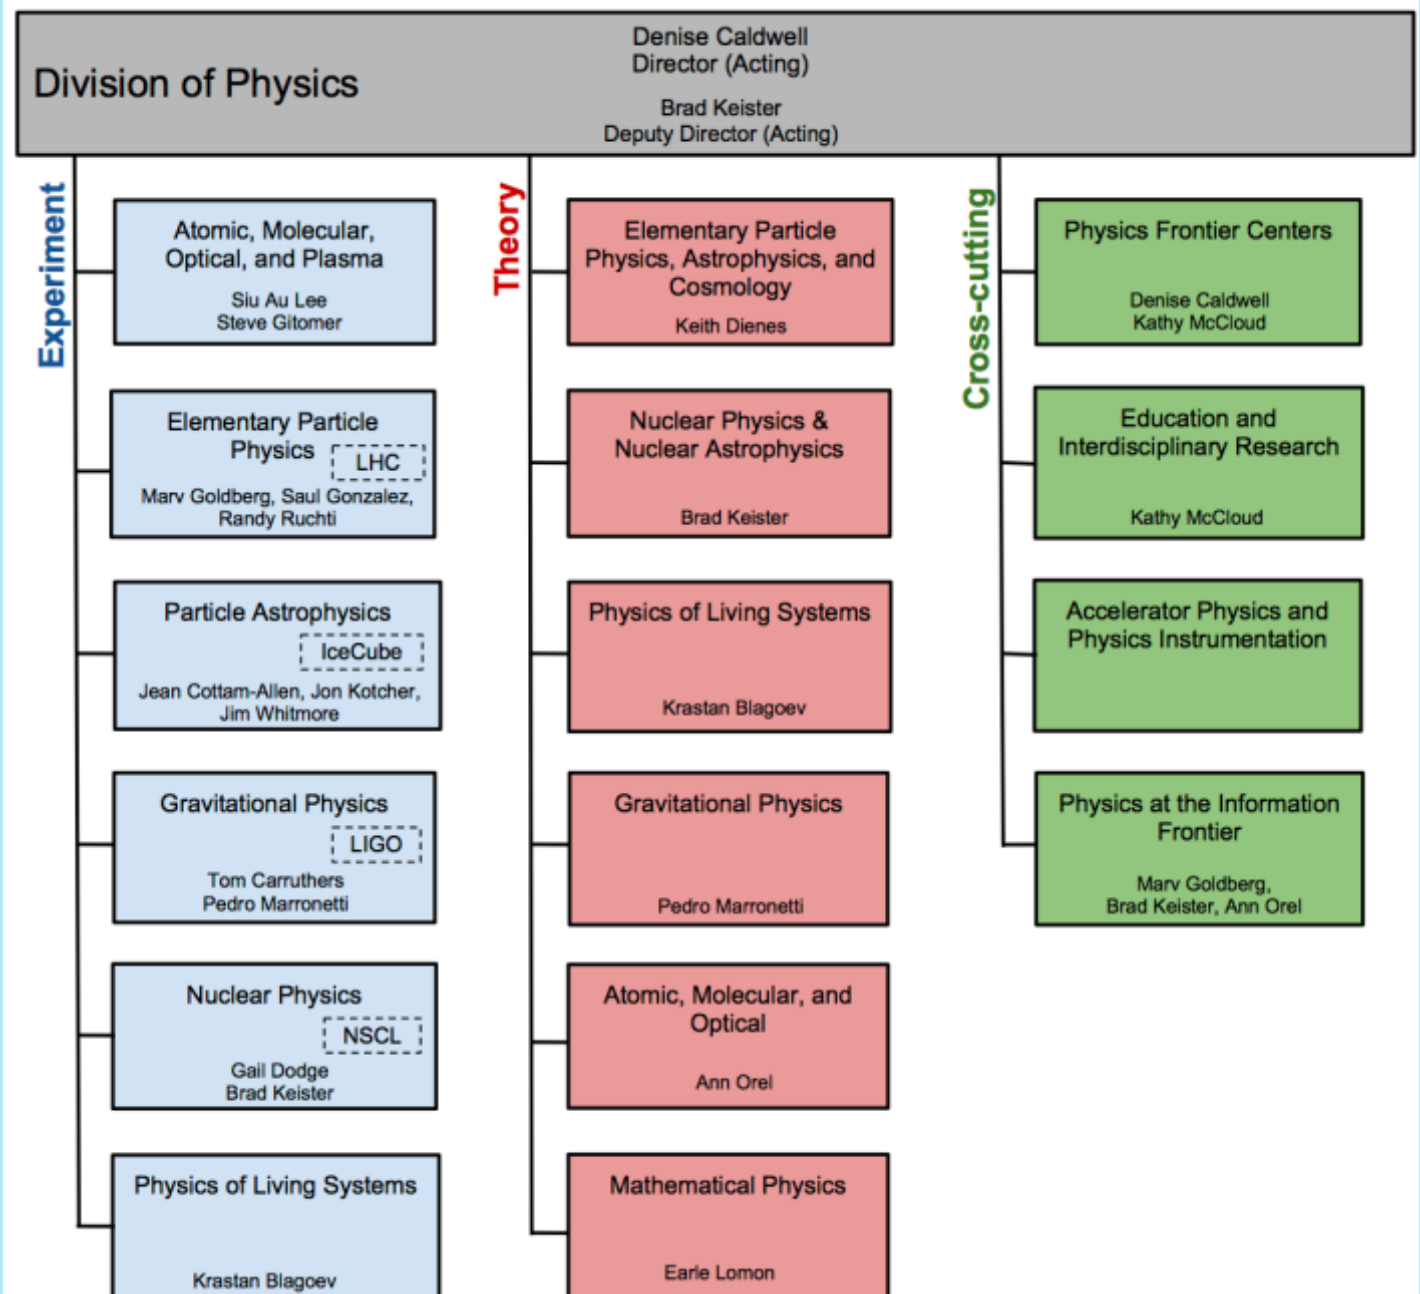 Division of Physics
Denise Caldwell
Director (Acting)
Brad Keister
Deputy Director (Acting)
Experiment
Atomic, Molecular,
Optical, and Plasma
Siu Au Lee
Steve Gitomer
Elementary Particle
Physics
LHC
Marv Goldberg, Saul Gonzalez,
Randy Ruchti
Particle Astrophysics
IceCube
Jean Cottam-Allen, Jon Kotcher,
Jim Whitmore
Gravitational Physics
LIGO
Tom Carruthers
Pedro Marronetti
Nuclear Physics
NSCL
Gail Dodge
Brad Keister
Physics of Living Systems
Krastan Blagoev
Theory
Elementary Particle
Physics, Astrophysics, and
Cosmology
Keith Dienes
Nuclear Physics &
Nuclear Astrophysics
Brad Keister
Physics of Living Systems
Krastan Blagoev
Gravitational Physics
Pedro Marronetti
Atomic, Molecular, and
Optical
Ann Orel
Mathematical Physics
Earle Lomon
Cross-cutting
Physics Frontier Centers
Denise Caldwell
Kathy McCloud
Education and
Interdisciplinary Research
Kathy McCloud
Accelerator Physics and
Physics Instrumentation
Physics at the Information
Frontier
Marv Goldberg,
Brad Keister, Ann Orel